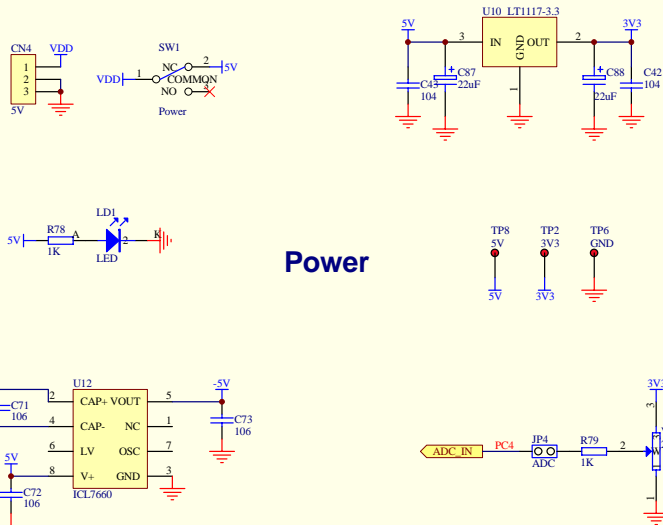 U10 LT1117-3.3
5V
3V3
3
IN
OUT
2
GND
1
C43
104
C87
22uF
C88
22uF
C42
104
CN4
VDD
1
2
3
5V
SW1
NC
2
5V
VDD
1
COMMON
NO
Power
LD1
5V
R78
1K
A
2
K
LED
Power
TP8
5V
TP2
3V3
TP6
GND
5V
3V3
U12
2
CAP+
VOUT
5
-5V
C71
106
4
CAP-
NC
1
C73
106
6
LV
OSC
7
5V
8
V+
GND
3
C72
106
ICL7660
3V3
3
ADC_IN
PC4
JP4
ADC
R79
1K
2
W
1